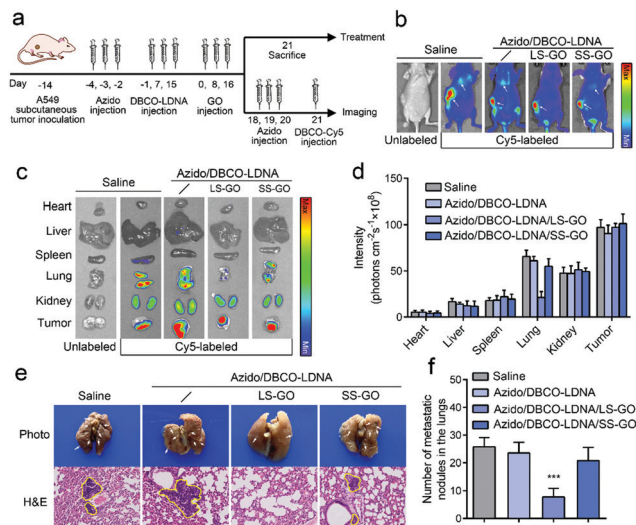 a
21
Sacrifice
Treatment
Day
-14
-4, -3, -2
-1, 7, 15
0, 8, 16
A549
subcutaneous
tumor inoculation
Azido
injection
DBCO-LDNA
injection
GO
injection
18, 19, 20
21
Imaging
Azido
injection
DBCO-Cy5
injection
b
Saline
Azido/DBCO-LDNA
/
LS-GO
SS-GO
Max
Min
Unlabeled
Cy5-labeled
c
Azido/DBCO-LDNA
Saline
/
LS-GO
SS-GO
Heart
Liver
Spleen
Lung
Kidney
Tumor
Max
Min
Unlabeled
Cy5-labeled
d
Saline
Azido/DBCO-LDNA
Azido/DBCO-LDNA/LS-GO
Azido/DBCO-LDNA/SS-GO
Intensity
(photons cm⁻²s⁻¹×10⁶)
150
100
50
0
Heart
Liver
Spleen
Lung
Kidney
Tumor
e
Azido/DBCO-LDNA
Saline
/
LS-GO
SS-GO
Photo
H&E
f
Saline
Azido/DBCO-LDNA
Azido/DBCO-LDNA/LS-GO
Azido/DBCO-LDNA/SS-GO
Number of metastatic
nodules in the lungs
50
40
30
20
10
0
***